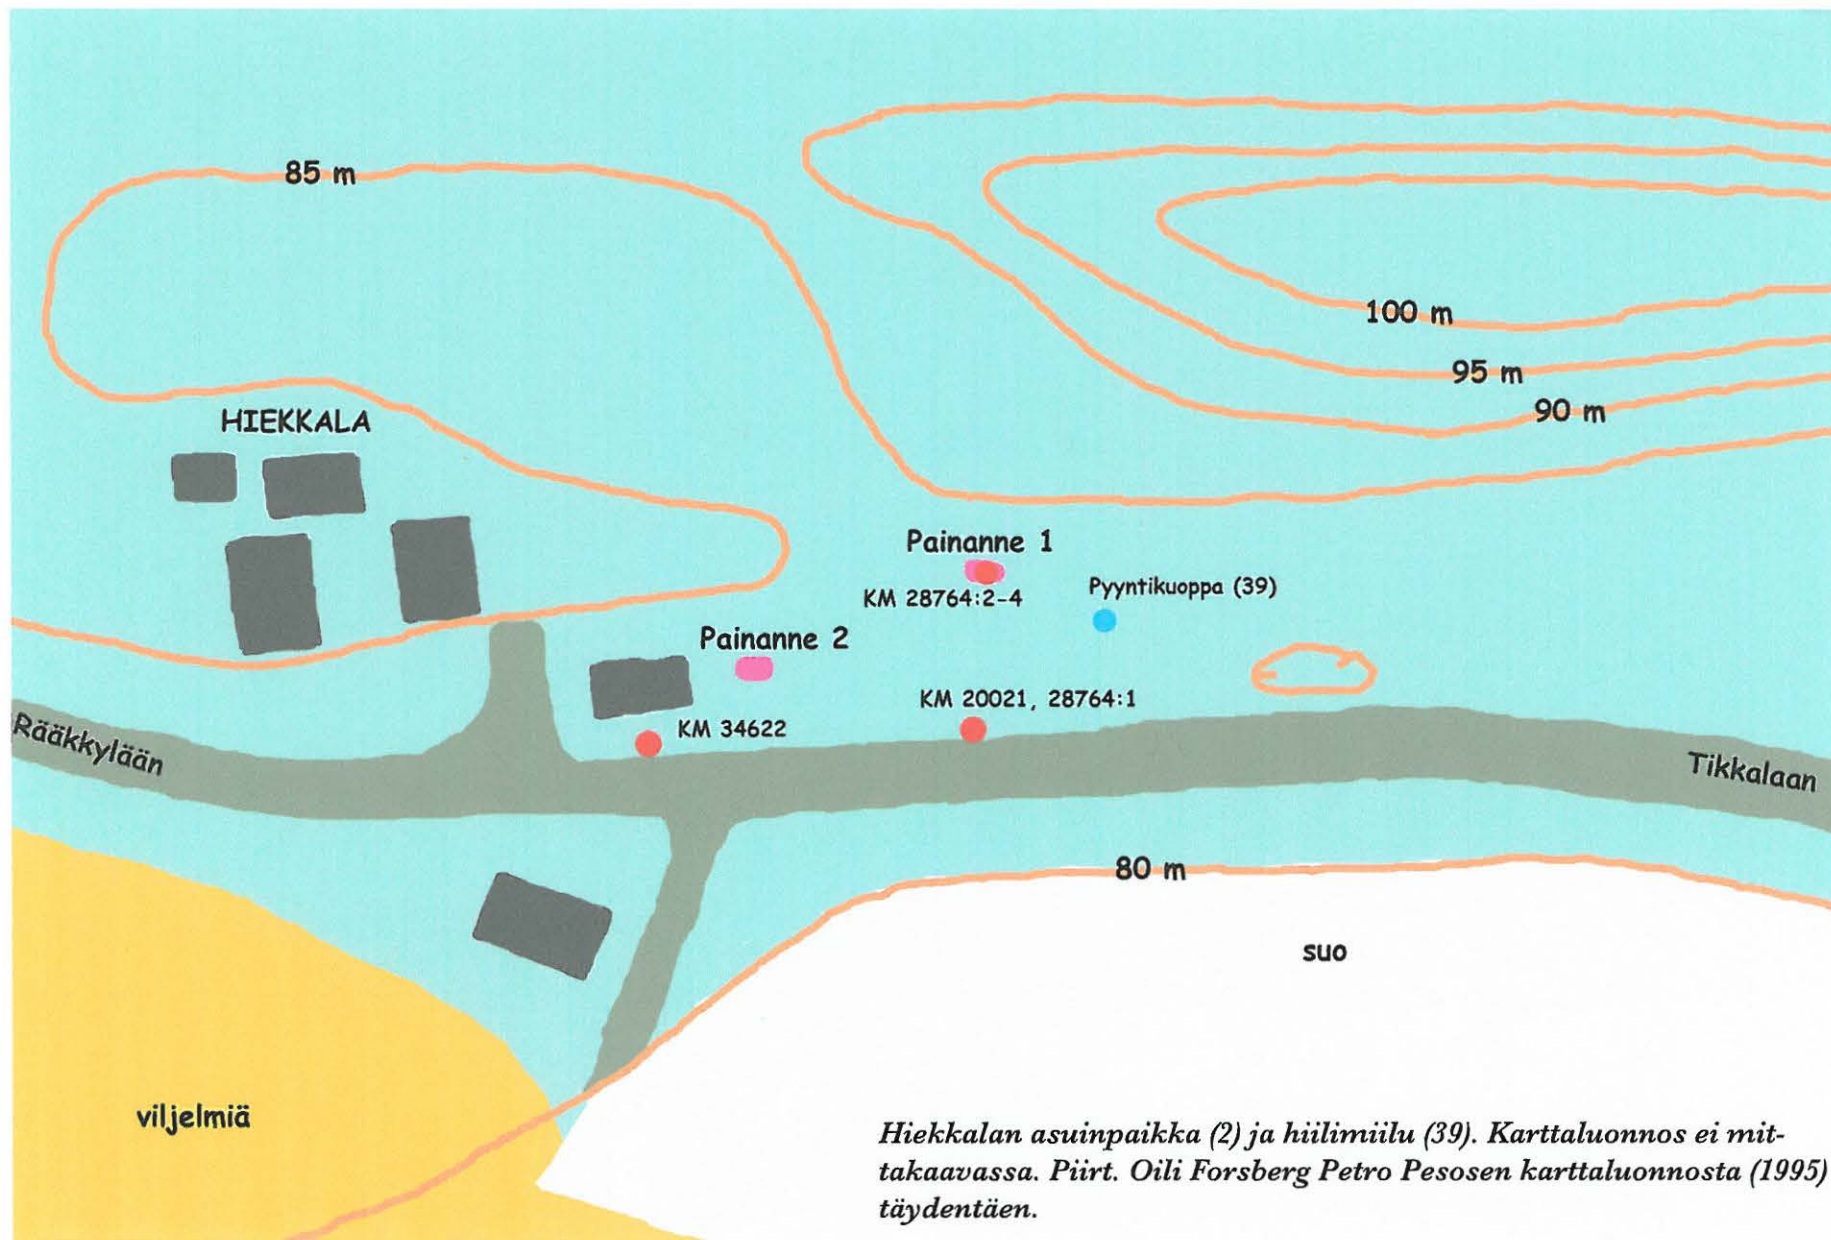 85 m
100 m
95 m
90 m
HIEKKALA
Painanne 1
KM 28764:2-4
Pyyntikuoppa (39)
Painanne 2
KM 20021, 28764:1
KM 34622
Rääkkylään
Tikkalaan
80 m
suo
viljelmiä
Hiekkalan asuinpaikka (2) ja hiilimiilu (39). Karttaluonnos ei mit-
takaavassa. Piirt. Oili Forsberg Petro Pesosen karttaluonnosta (1995)
täydentäen.